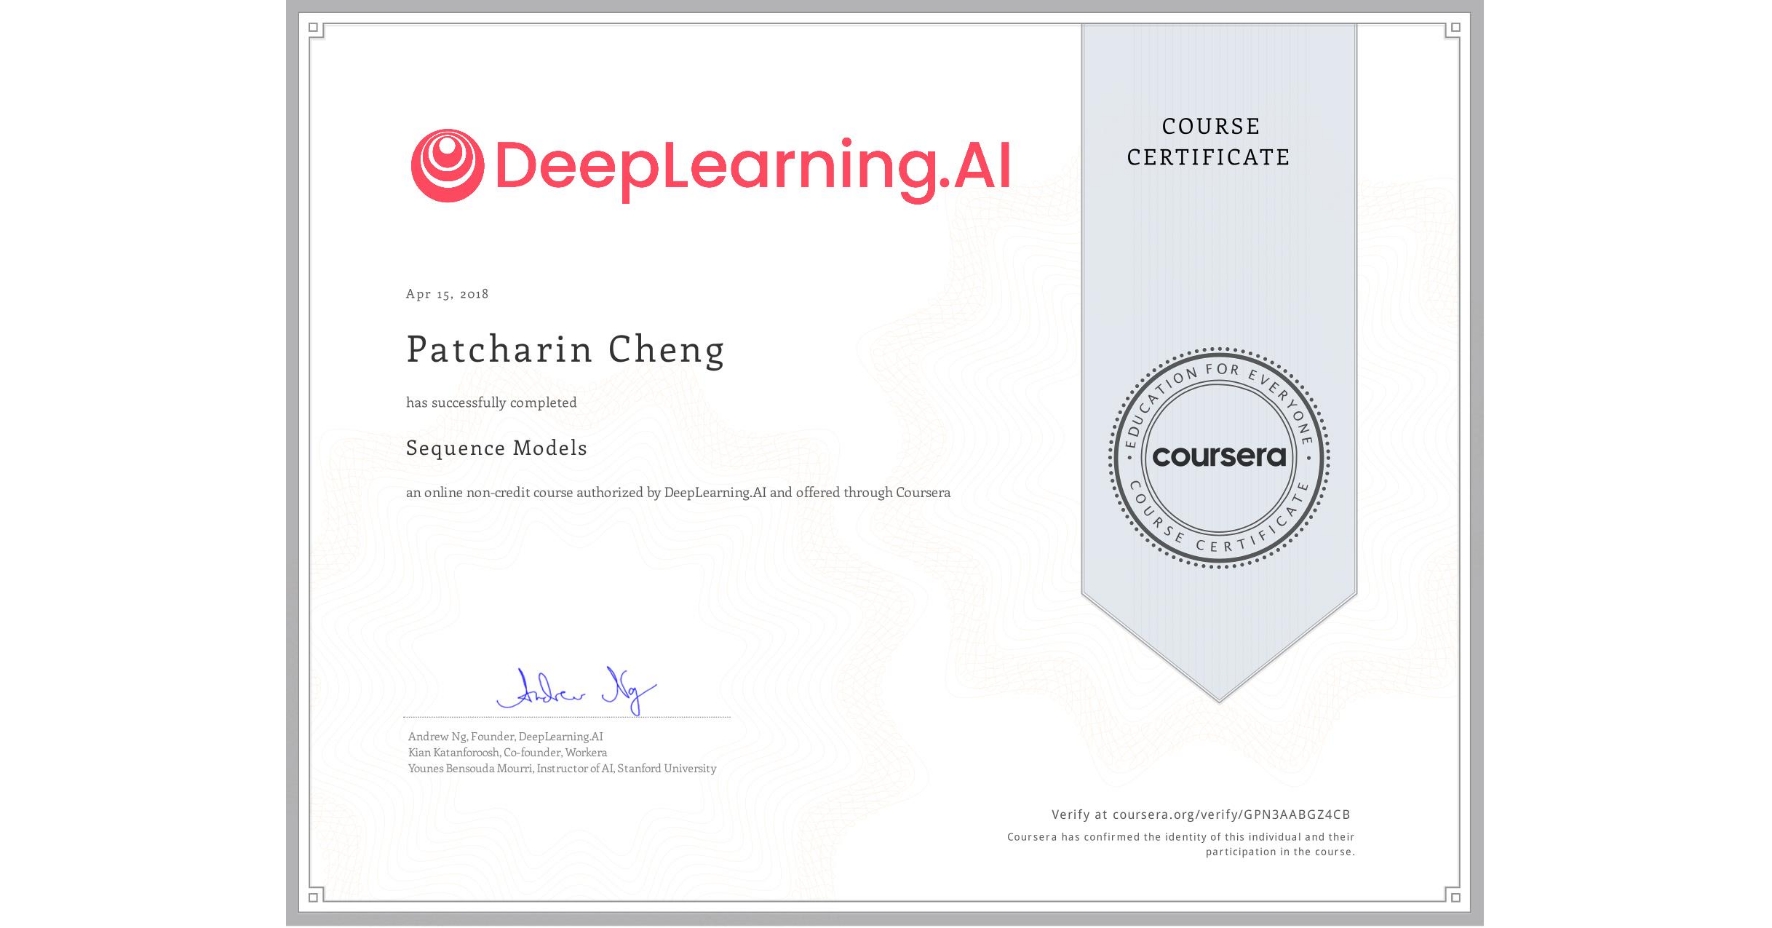 DeepLearning.AI
COURSE
CERTIFICATE
Apr 15, 2018
Patcharin Cheng
has successfully completed
Sequence Models
an online non-credit course authorized by DeepLearning.AI and offered through Coursera
EDUCATION FOR EVERYONE
coursera
COURSE CERTIFICATE
Andrew Ng
Andrew Ng, Founder, DeepLearning.AI
Kian Katanforoosh, Co-founder, Workera
Younes Bensouda Mourri, Instructor of AI, Stanford University
Verify at coursera.org/verify/GPN3AABGZ4CB
Coursera has confirmed the identity of this individual and their
participation in the course.